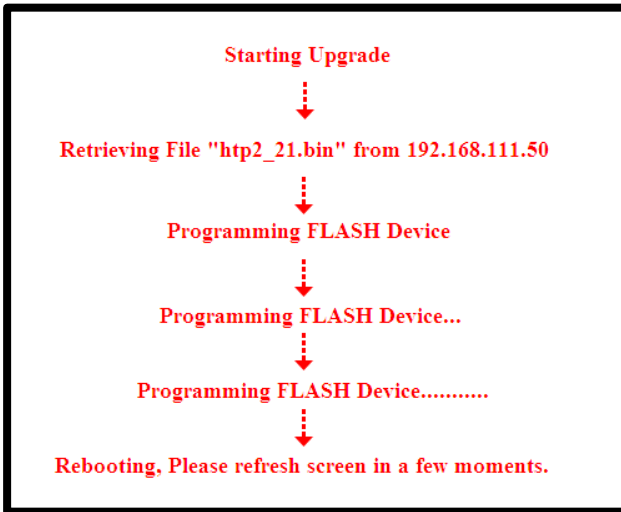 Starting Upgrade
Retrieving File "htp2_21.bin" from 192.168.111.50
Programming FLASH Device
Programming FLASH Device...
Programming FLASH Device...........
Rebooting, Please refresh screen in a few moments.